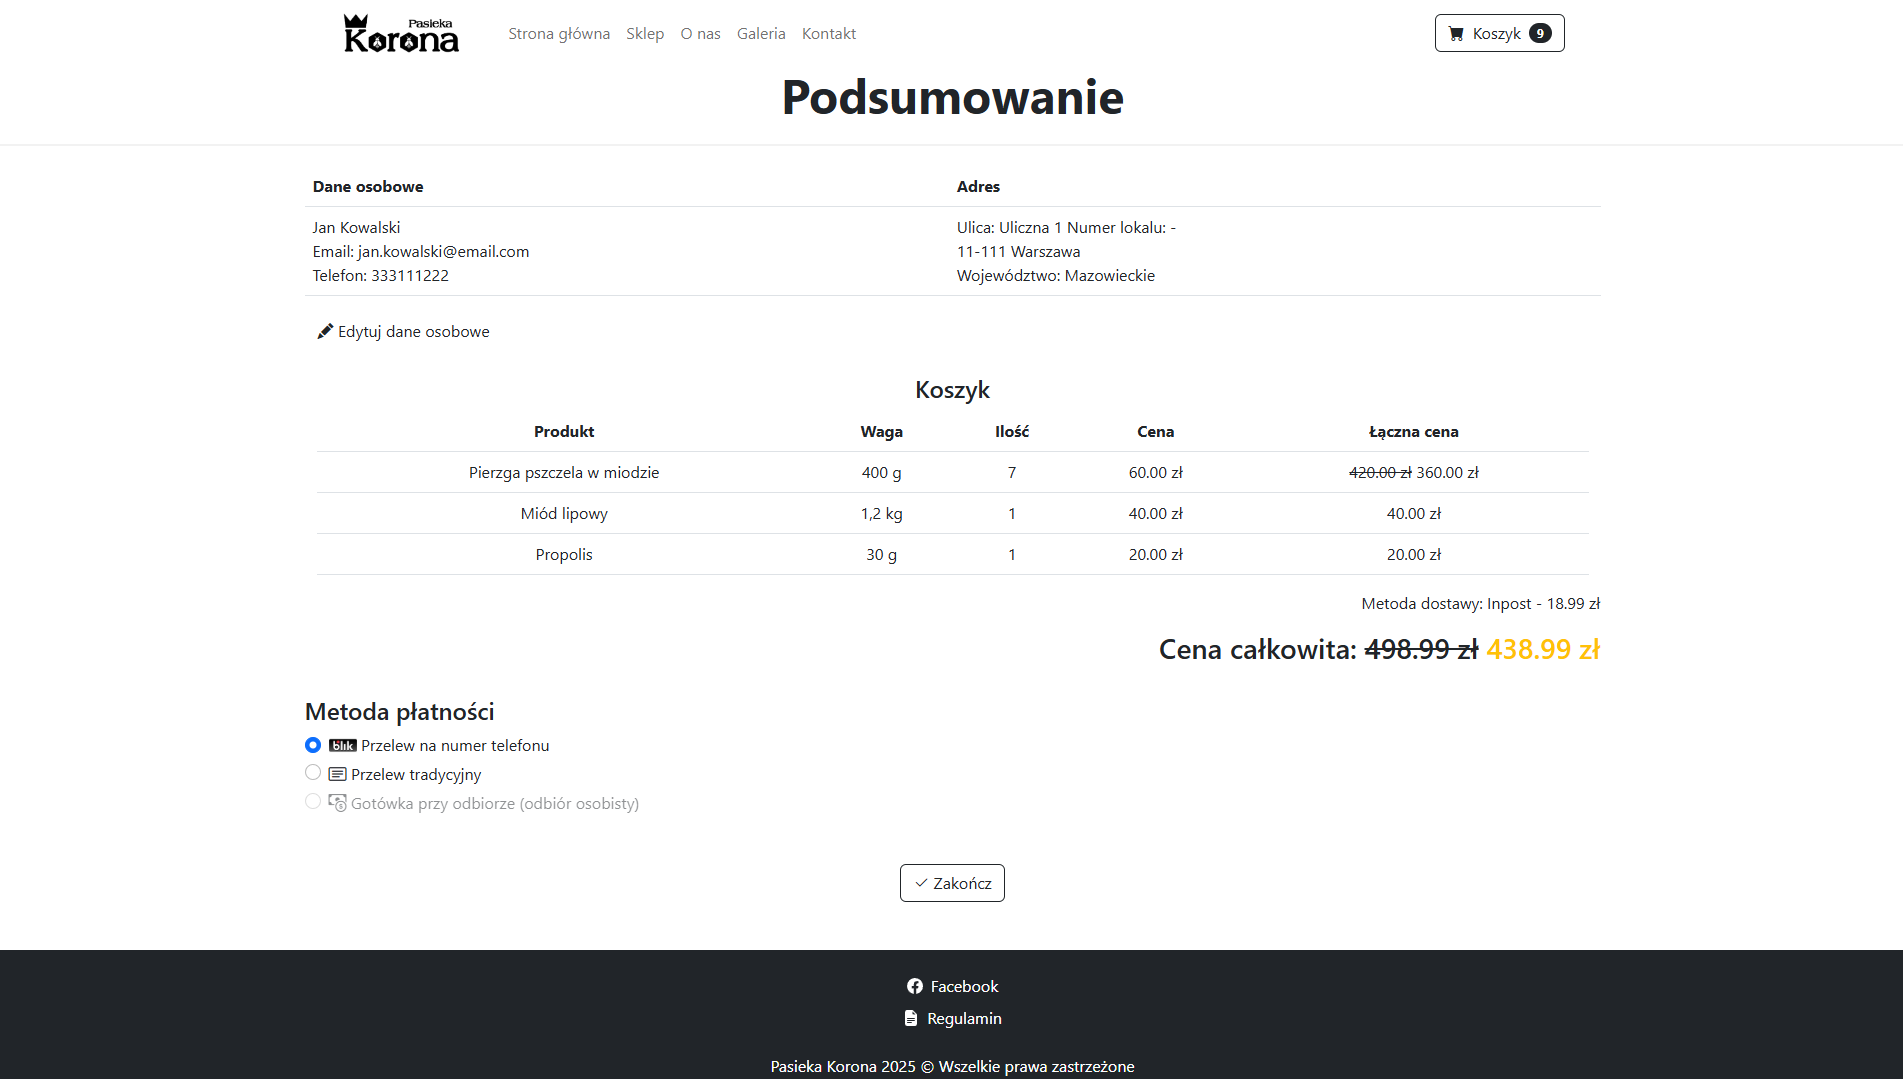 Pasieka
Korona
Strona główna Sklep O nas Galeria Kontakt
Koszyk 9
Podsumowanie
Dane osobowe Adres
Jan Kowalski Ulica: Uliczna 1 Numer lokalu: -
Email: jan.kowalski@email.com 11-111 Warszawa
Telefon: 333111222 Województwo: Mazowieckie
Edytuj dane osobowe
Koszyk
Produkt Waga Ilość Cena Łączna cena
Pierzga pszczela w miodzie 400 g 7 60.00 zł 420.00 zł 360.00 zł
Miód lipowy 1,2 kg 1 40.00 zł 40.00 zł
Propolis 30 g 1 20.00 zł 20.00 zł
Metoda dostawy: Inpost - 18.99 zł
Cena całkowita: 498.99 zł 438.99 zł
Metoda płatności
blik Przelew na numer telefonu
Przelew tradycyjny
Gotówka przy odbiorze (odbiór osobisty)
Zakończ
Facebook
Regulamin
Pasieka Korona 2025 © Wszelkie prawa zastrzeżone